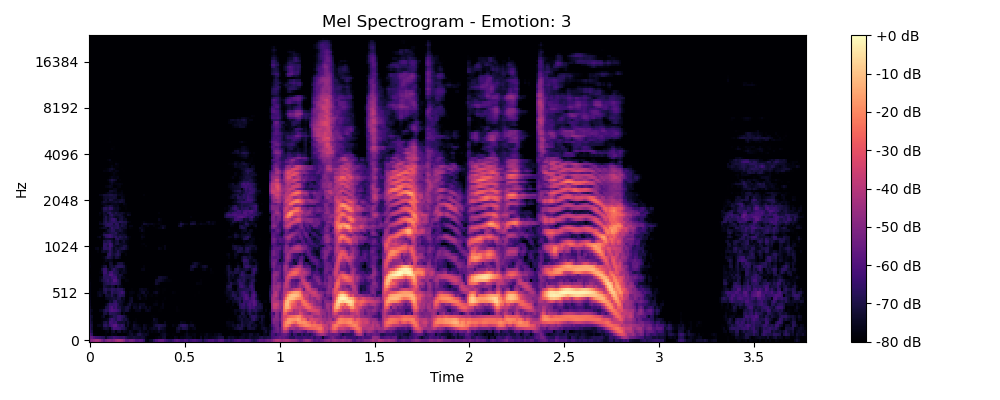 Mel Spectrogram - Emotion: 3
16384
8192
4096
2048
1024
512
0
Hz
0 0.5 1 1.5 2 2.5 3 3.5
Time
+0 dB
-10 dB
-20 dB
-30 dB
-40 dB
-50 dB
-60 dB
-70 dB
-80 dB